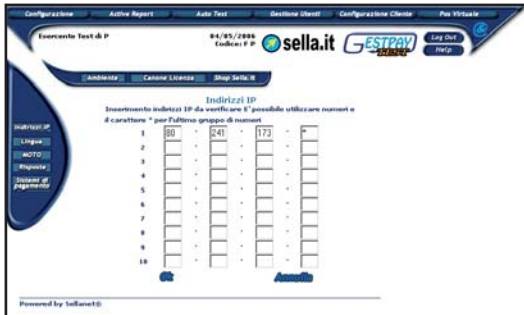 Configurazione Active Report Auto Test Gestione Utenti Configurazione Cliente Pos Virtuale
Esercente Test di P 04/05/2006
Codice: F P
sella.it GESTPAY TEST
Log Out
Help
Ambiente Canone Licenza Shop Sella.it
Indirizzi IP
Lingua
MOTO
Risposte
Sistemi di pagamento
Indirizzi IP
Inserimento indirizzi IP da verificare E' possibile utilizzare numeri e
il carattere * per l'ultimo gruppo di numeri
1 80 . 241 . 173 . *
2 . . .
3 . . .
4 . . .
5 . . .
6 . . .
7 . . .
8 . . .
9 . . .
10 . . .
Ok Annulla
Powered by Sellanet©